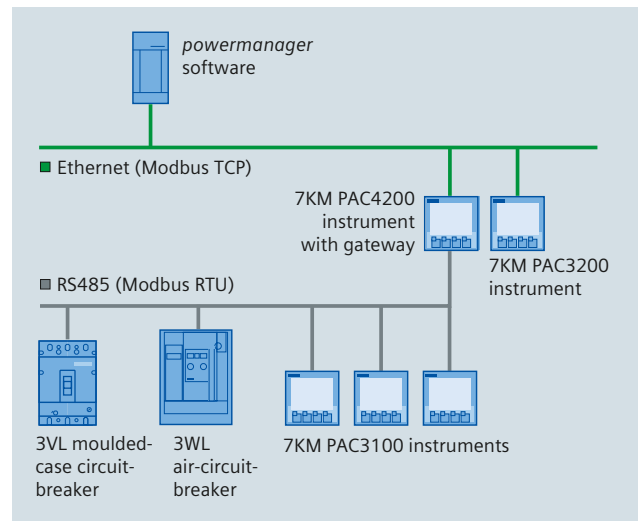 powermanager
software
Ethernet (Modbus TCP)
7KM PAC4200
instrument
with gateway
7KM PAC3200
instrument
RS485 (Modbus RTU)
3VL moulded-
case circuit-
breaker
3WL
air-circuit-
breaker
7KM PAC3100 instruments